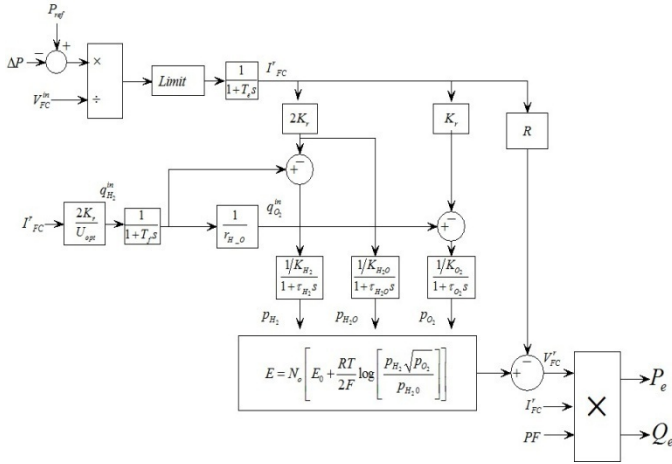 P_ref
ΔP − +
× ÷
V^in_FC
Limit
1/(1+T_e s)
I^r_FC
2K_r
K_r
R
−
+
q^in_H2
I^r_FC
2K_r/U_opt
1/(1+T_f s)
1/r_H_O
q^in_O2
+ −
(1/K_H2)/(1+τ_H2 s)
(1/K_H2O)/(1+τ_H2O s)
(1/K_O2)/(1+τ_O2 s)
p_H2
p_H2O
p_O2
E = N_o [E_0 + RT/2F log [p_H2 √p_O2 / p_H20]]
+ −
V^r_FC
I^r_FC
PF
×
P_e
Q_e